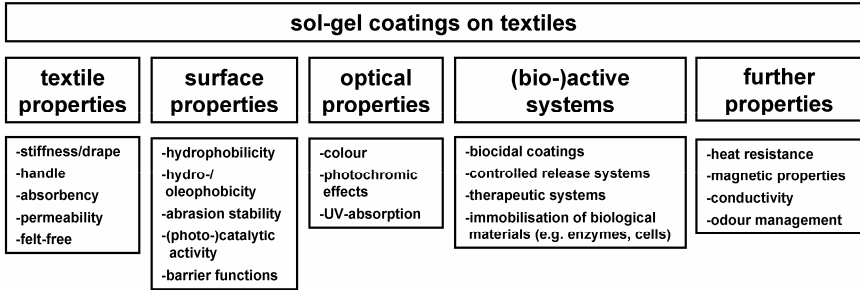 sol-gel coatings on textiles
textile
properties
-stiffness/drape
-handle
-absorbency
-permeability
-felt-free
surface
properties
-hydrophobilicity
-hydro-/
oleophobicity
-abrasion stability
-(photo-)catalytic
activity
-barrier functions
optical
properties
-colour
-photochromic
effects
-UV-absorption
(bio-)active
systems
-biocidal coatings
-controlled release systems
-therapeutic systems
-immobilisation of biological
materials (e.g. enzymes, cells)
further
properties
-heat resistance
-magnetic properties
-conductivity
-odour management